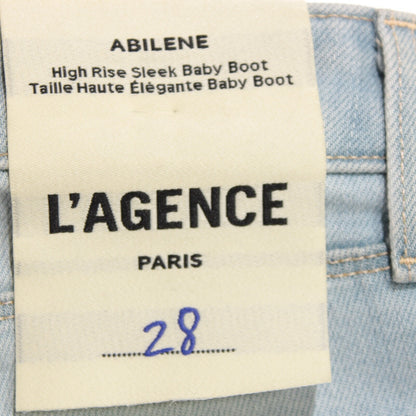 ABILENE
High Rise Sleek Baby Boot
Taille Haute Élégante Baby Boot
L'AGENCE
PARIS
28